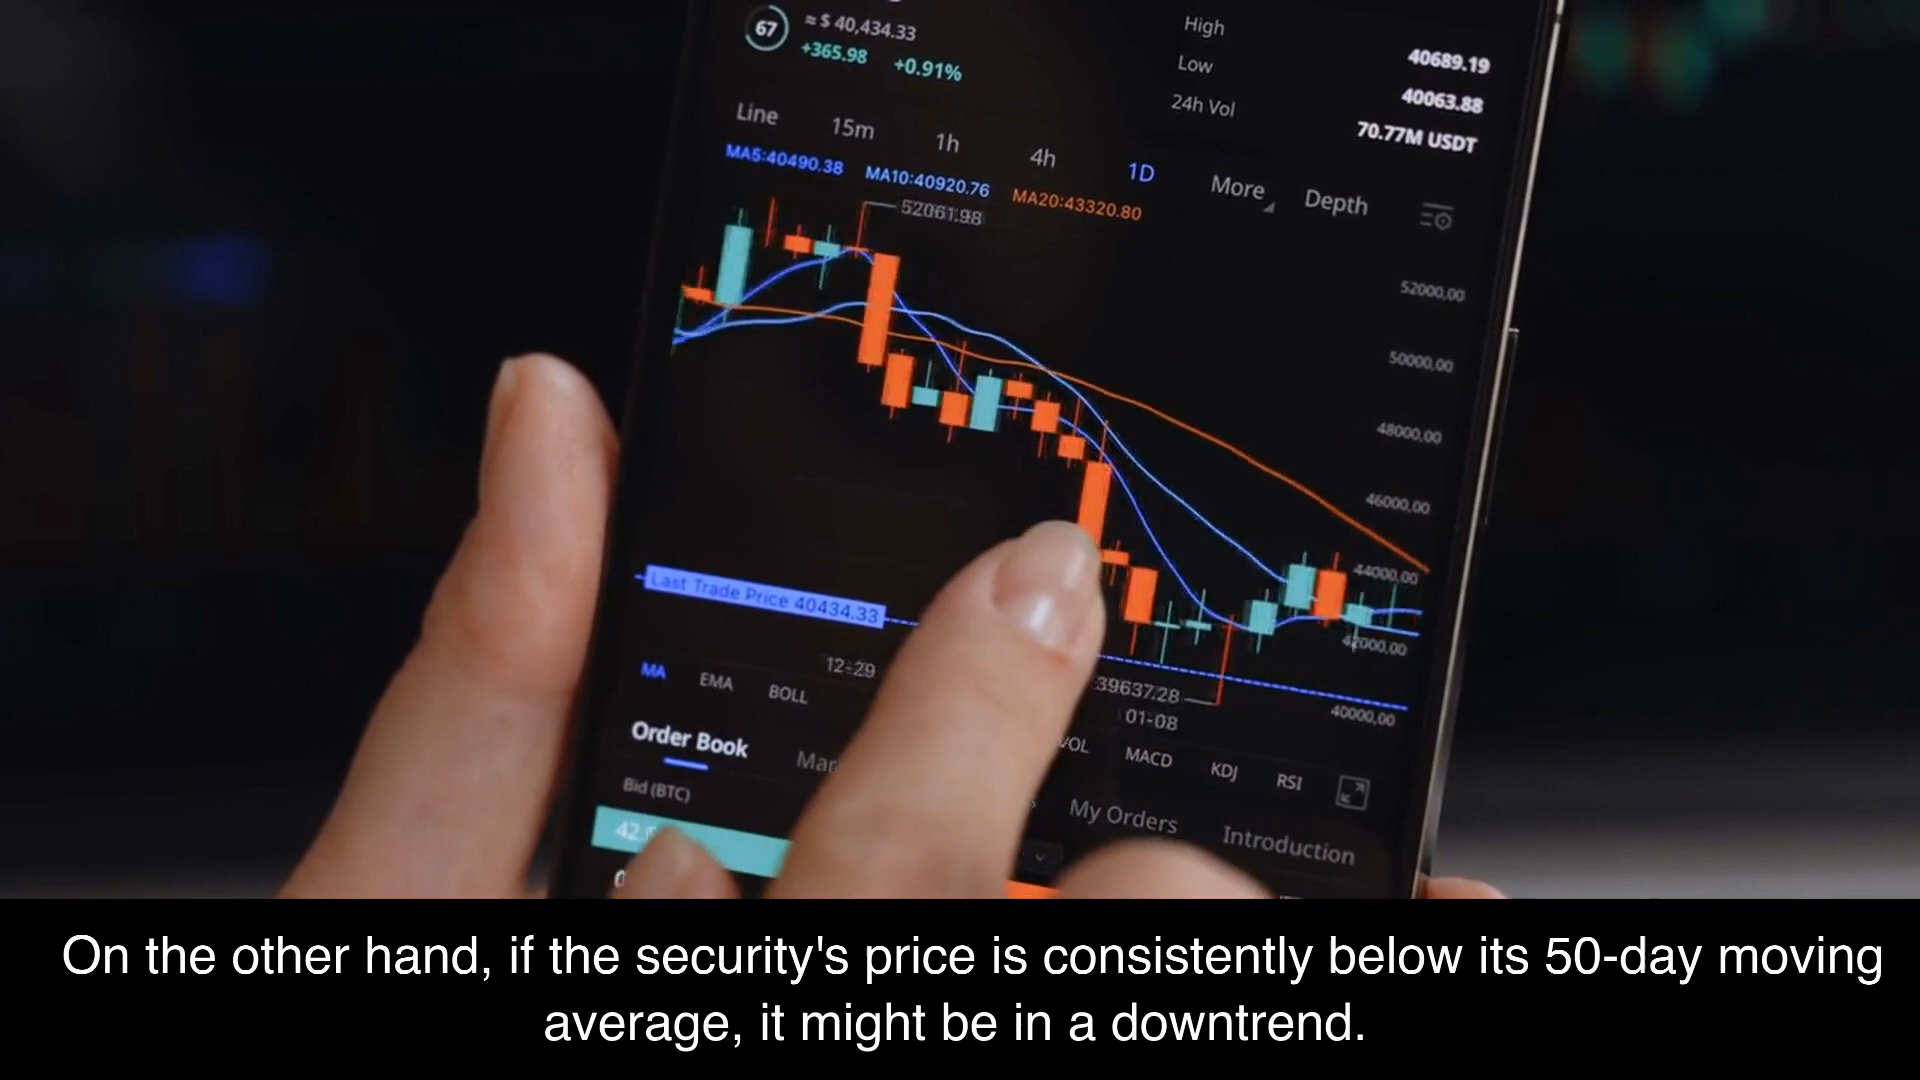 67
≈ $ 40,434.33
+365.98 +0.91%
High 40689.19
Low 40063.88
24h Vol 70.77M USDT
Line 15m 1h 4h 1D More Depth
MA5:40490.38 MA10:40920.76 MA20:43320.80
52061.98
52000,00
50000,00
48000,00
46000,00
44000,00
42000,00
40000,00
Last Trade Price 40434.33
39637.28
12-29
01-08
MA EMA BOLL VOL MACD KDJ RSI
Order Book My Orders Introduction
Bid (BTC)
On the other hand, if the security's price is consistently below its 50-day moving
average, it might be in a downtrend.